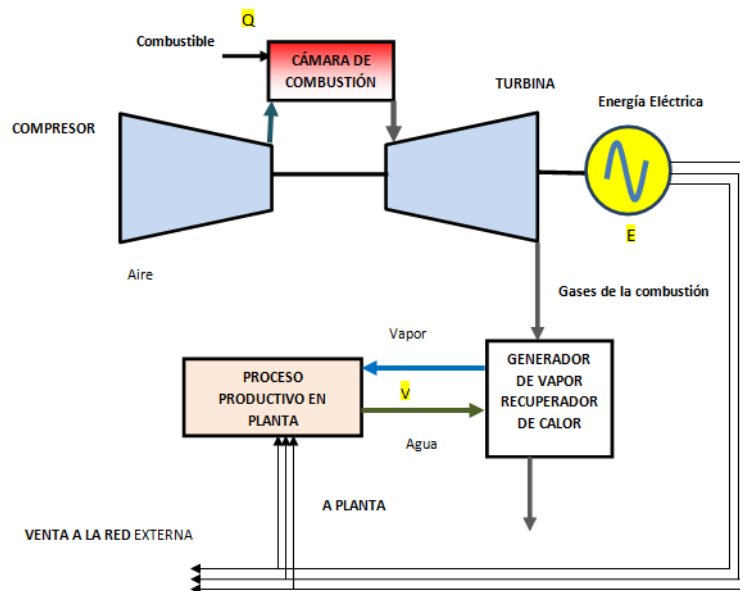 Q
Combustible
CÁMARA DE
COMBUSTIÓN
TURBINA
Energía Eléctrica
COMPRESOR
E
Aire
Gases de la combustión
Vapor
GENERADOR
DE VAPOR
RECUPERADOR
DE CALOR
PROCESO
PRODUCTIVO EN
PLANTA
V
Agua
A PLANTA
VENTA A LA RED EXTERNA